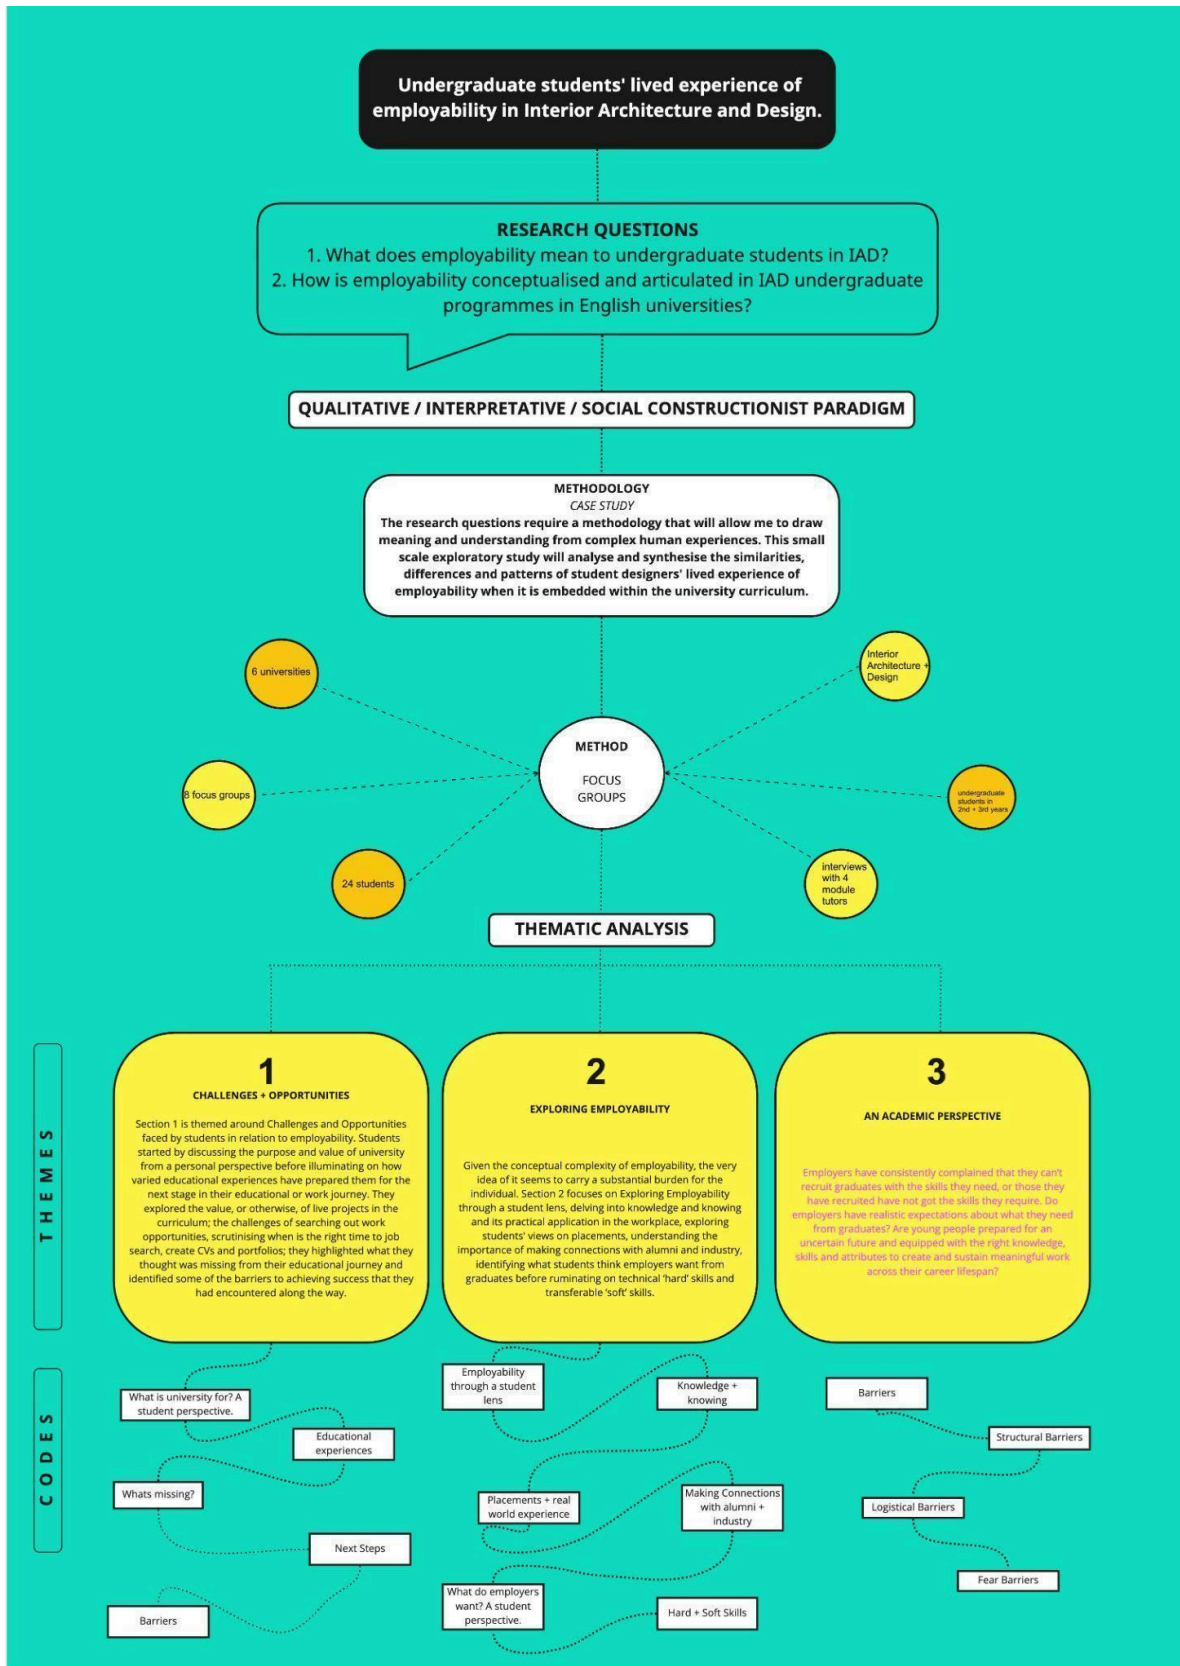 Undergraduate students' lived experience of
employability in Interior Architecture and Design.
RESEARCH QUESTIONS
1. What does employability mean to undergraduate students in IAD?
2. How is employability conceptualised and articulated in IAD undergraduate
programmes in English universities?
QUALITATIVE / INTERPRETATIVE / SOCIAL CONSTRUCTIONIST PARADIGM
METHODOLOGY
CASE STUDY
The research questions require a methodology that will allow me to draw
meaning and understanding from complex human experiences. This small
scale exploratory study will analyse and synthesise the similarities,
differences and patterns of student designers' lived experience of
employability when it is embedded within the university curriculum.
6 universities
8 focus groups
24 students
METHOD
FOCUS
GROUPS
Interior
Architecture +
Design
undergraduate
students in
2nd + 3rd years
interviews
with 4
module
tutors
THEMATIC ANALYSIS
THEMES
1
CHALLENGES + OPPORTUNITIES
Section 1 is themed around Challenges and Opportunities
faced by students in relation to employability. Students
started by discussing the purpose and value of university
from a personal perspective before illuminating on how
varied educational experiences have prepared them for the
next stage in their educational or work journey. They
explored the value, or otherwise, of live projects in the
curriculum; the challenges of searching out work
opportunities, scrutinising when is the right time to job
search, create CVs and portfolios; they highlighted what they
thought was missing from their educational journey and
identified some of the barriers to achieving success that they
had encountered along the way.
2
EXPLORING EMPLOYABILITY
Given the conceptual complexity of employability, the very
idea of it seems to carry a substantial burden for the
individual. Section 2 focuses on Exploring Employability
through a student lens, delving into knowledge and knowing
and its practical application in the workplace, exploring
students' views on placements, understanding the
importance of making connections with alumni and industry,
identifying what students think employers want from
graduates before ruminating on technical 'hard' skills and
transferable 'soft' skills.
3
AN ACADEMIC PERSPECTIVE
Employers have consistently complained that they can't
recruit graduates with the skills they need, or those they
have recruited have not got the skills they require. Do
employers have realistic expectations about what they need
from graduates? Are young people prepared for an
uncertain future and equipped with the right knowledge,
skills and attributes to create and sustain meaningful work
across their career lifespan?
CODES
What is university for? A
student perspective.
Educational
experiences
Whats missing?
Next Steps
Barriers
Employability
through a student
lens
Knowledge +
knowing
Placements + real
world experience
Making Connections
with alumni +
industry
What do employers
want? A student
perspective.
Hard + Soft Skills
Barriers
Structural Barriers
Logistical Barriers
Fear Barriers